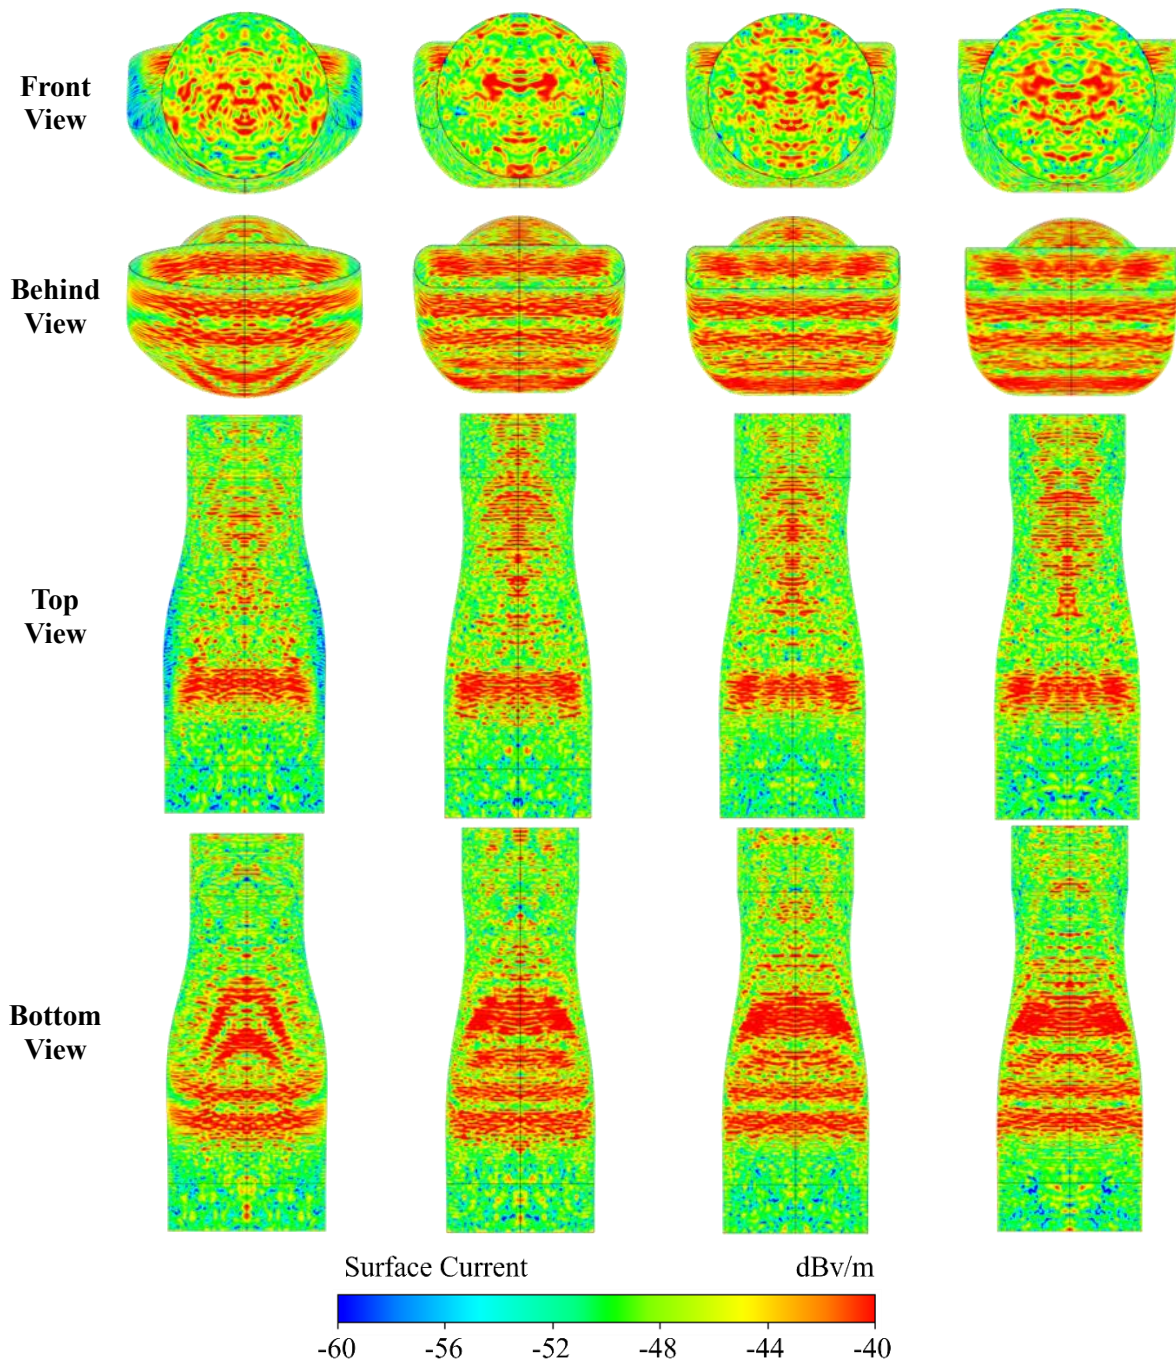 Front
View
Behind
View
Top
View
Bottom
View
Surface Current dBv/m
-60 -56 -52 -48 -44 -40